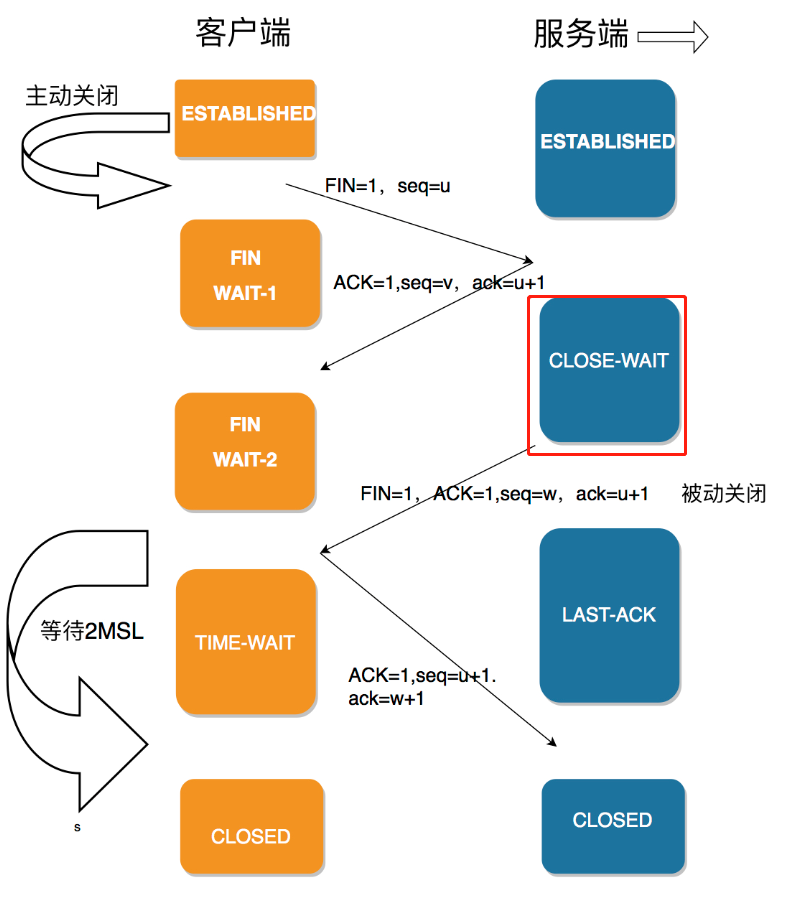 客户端
服务端
主动关闭
ESTABLISHED
ESTABLISHED
FIN=1，seq=u
FIN
WAIT-1
ACK=1,seq=v，ack=u+1
CLOSE-WAIT
FIN
WAIT-2
FIN=1，ACK=1,seq=w，ack=u+1
被动关闭
等待2MSL
TIME-WAIT
LAST-ACK
ACK=1,seq=u+1.
ack=w+1
s
CLOSED
CLOSED